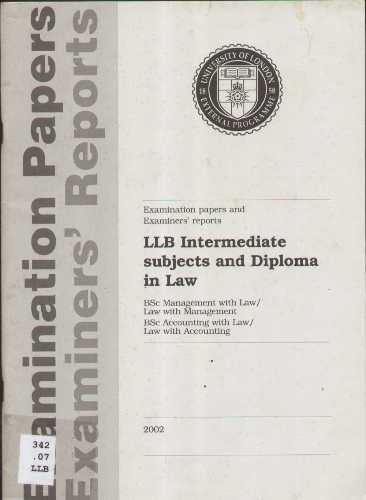 Examination Papers
Examiners' Reports
UNIVERSITY OF LONDON
EXTERNAL PROGRAMME
Examination papers and
Examiners' reports
LLB Intermediate
subjects and Diploma
in Law
BSc Management with Law/
Law with Management
BSc Accounting with Law/
Law with Accounting
2002
342
.07
LLB